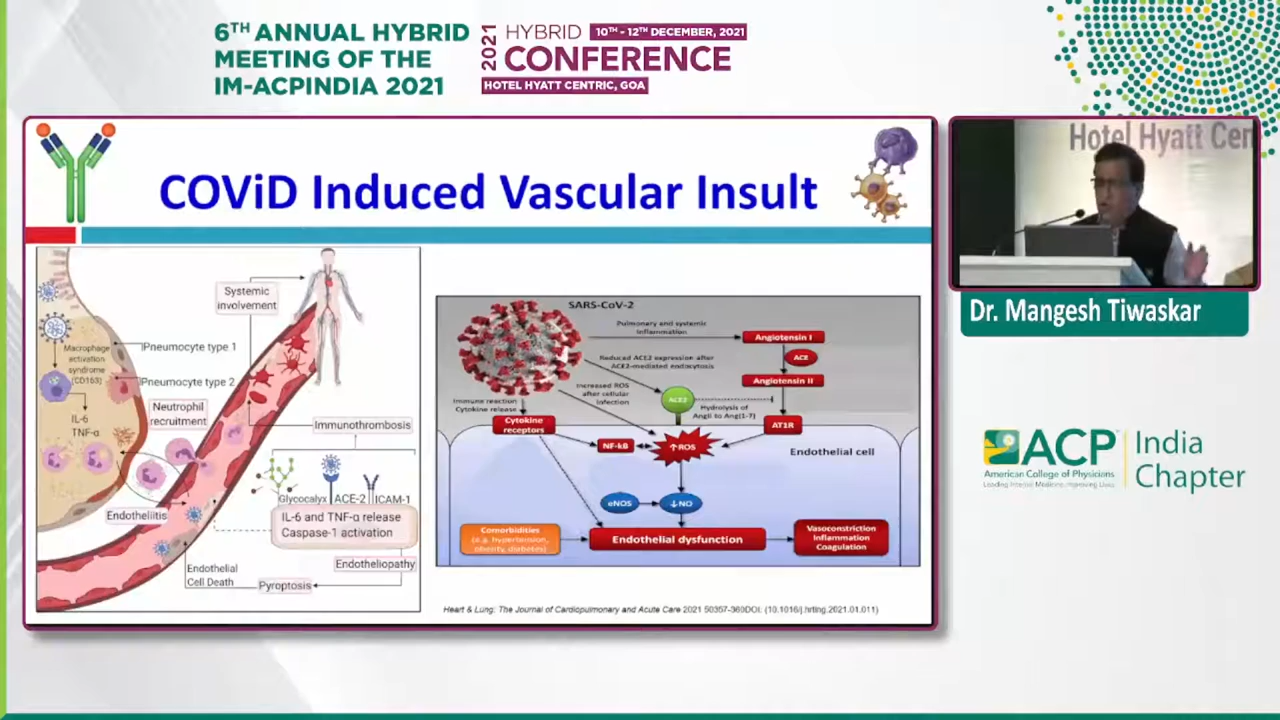 6TH ANNUAL HYBRID
MEETING OF THE
IM-ACPINDIA 2021
2021
HYBRID 10TH - 12TH DECEMBER, 2021
CONFERENCE
HOTEL HYATT CENTRIC, GOA
COViD Induced Vascular Insult
Systemic
involvement
Macrophage
activation
syndrome
(CD163)
Pneumocyte type 1
Pneumocyte type 2
IL-6
TNF-α
Neutrophil
recruitment
Immunothrombosis
Glycocalyx
ACE-2
ICAM-1
IL-6 and TNF-α release
Caspase-1 activation
Endotheliitis
Endotheliopathy
Endothelial
Cell Death
Pyroptosis
SARS-CoV-2
Pulmonary and systemic
inflammation
Angiotensin I
ACE
Angiotensin II
Reduced ACE2 expression after
ACE2-mediated endocytosis
Increased ROS
after cellular
infection
ACE2
Hydrolysis of
AngII to Ang(1-7)
Immune reaction
Cytokine release
Cytokine
receptors
AT1R
NF-kB
↑ROS
Endothelial cell
eNOS
↓NO
Comorbidities
(e.g. hypertension,
obesity, diabetes)
Endothelial dysfunction
Vasoconstriction
Inflammation
Coagulation
Heart & Lung: The Journal of Cardiopulmonary and Acute Care 2021 50357-360DOI: (10.1016/j.hrtlng.2021.01.011)
Hotel Hyatt Cen
Dr. Mangesh Tiwaskar
ACP
American College of Physicians
Leading Internal Medicine, Improving Lives
India
Chapter